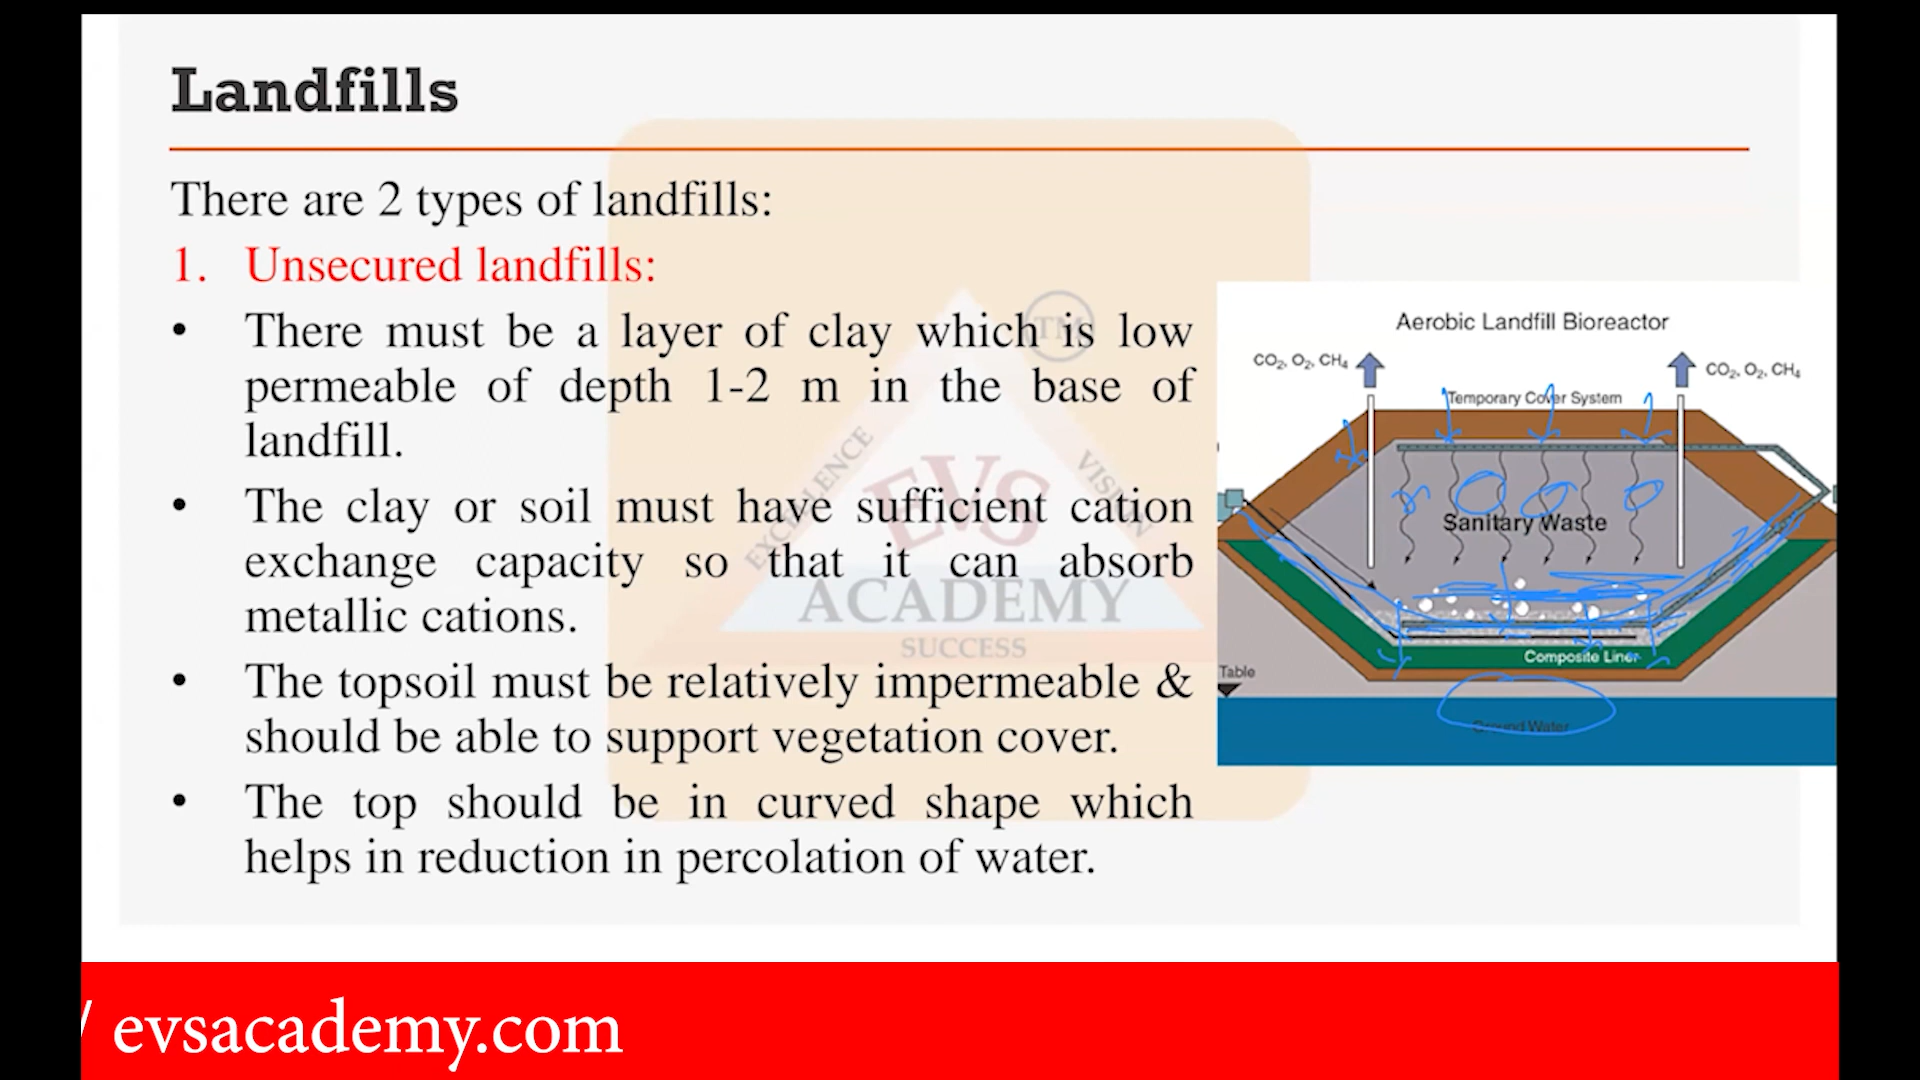 Landfills
There are 2 types of landfills:
1. Unsecured landfills:
• There must be a layer of clay which is low
permeable of depth 1-2 m in the base of
landfill.
• The clay or soil must have sufficient cation
exchange capacity so that it can absorb
metallic cations.
• The topsoil must be relatively impermeable &
should be able to support vegetation cover.
• The top should be in curved shape which
helps in reduction in percolation of water.
TM
EXCELLENCE
VISION
EVS
ACADEMY
SUCCESS
Aerobic Landfill Bioreactor
CO₂, O₂, CH₄
CO₂, O₂, CH₄
Temporary Cover System
Sanitary Waste
Composite Liner
Table
Ground Water
/ evsacademy.com